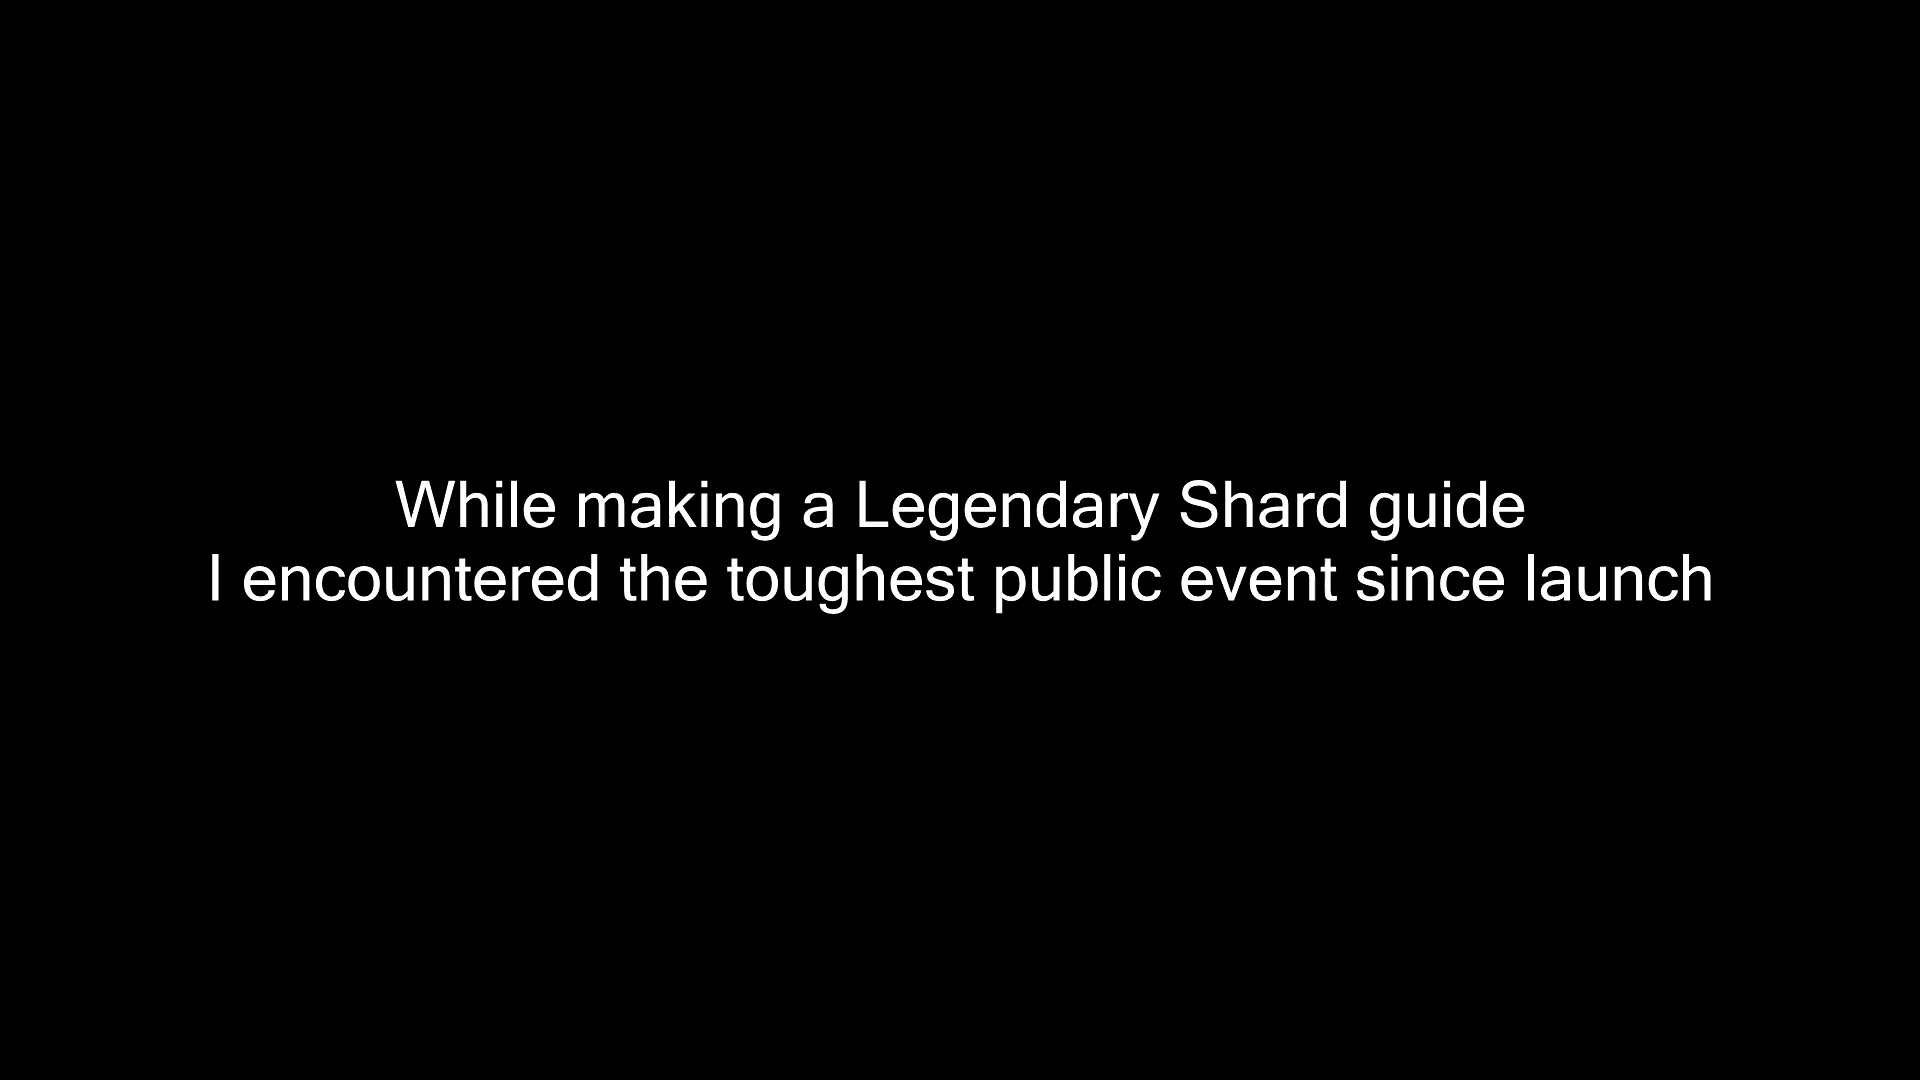 While making a Legendary Shard guide
I encountered the toughest public event since launch